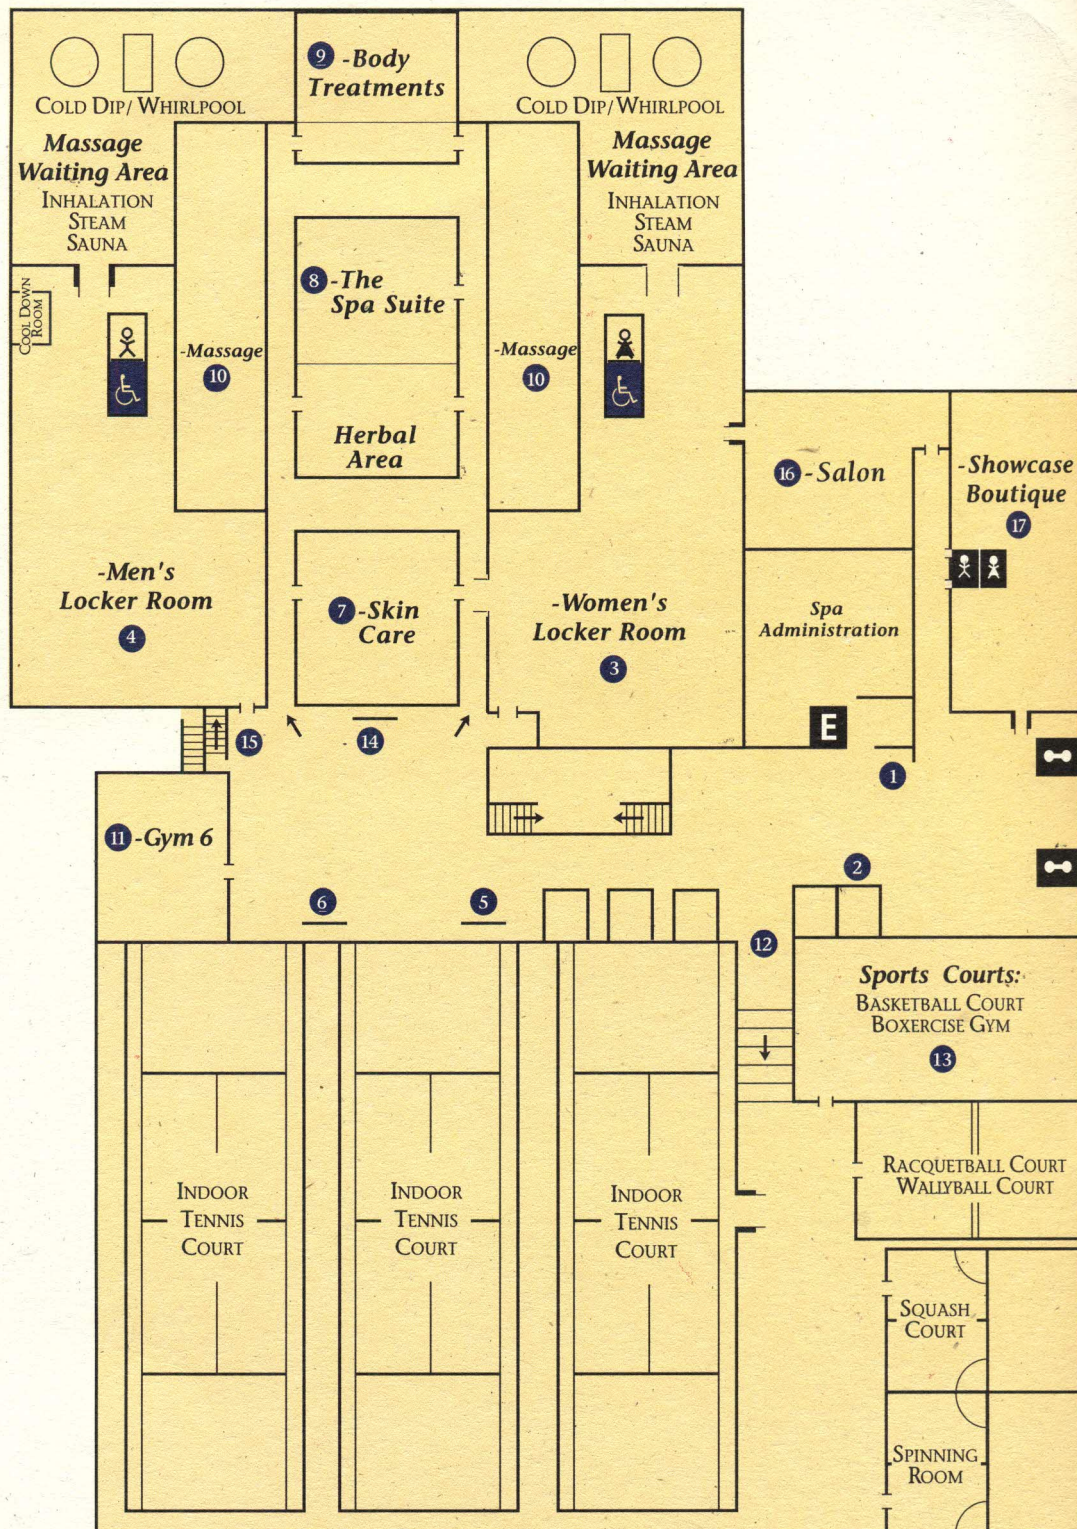 9 -Body
Treatments
COLD DIP/ WHIRLPOOL
COLD DIP/ WHIRLPOOL
Massage
Waiting Area
INHALATION
STEAM
SAUNA
Massage
Waiting Area
INHALATION
STEAM
SAUNA
COOL DOWN
ROOM
8 -The
Spa Suite
-Massage
10
-Massage
10
Herbal
Area
16 -Salon
-Showcase
Boutique
17
-Men's
Locker Room
4
7 -Skin
Care
-Women's
Locker Room
3
Spa
Administration
E
15
14
1
11 -Gym 6
2
6
5
12
Sports Courts:
BASKETBALL COURT
BOXERCISE GYM
13
RACQUETBALL COURT
WALLYBALL COURT
INDOOR
TENNIS
COURT
INDOOR
TENNIS
COURT
INDOOR
TENNIS
COURT
SQUASH
COURT
SPINNING
ROOM